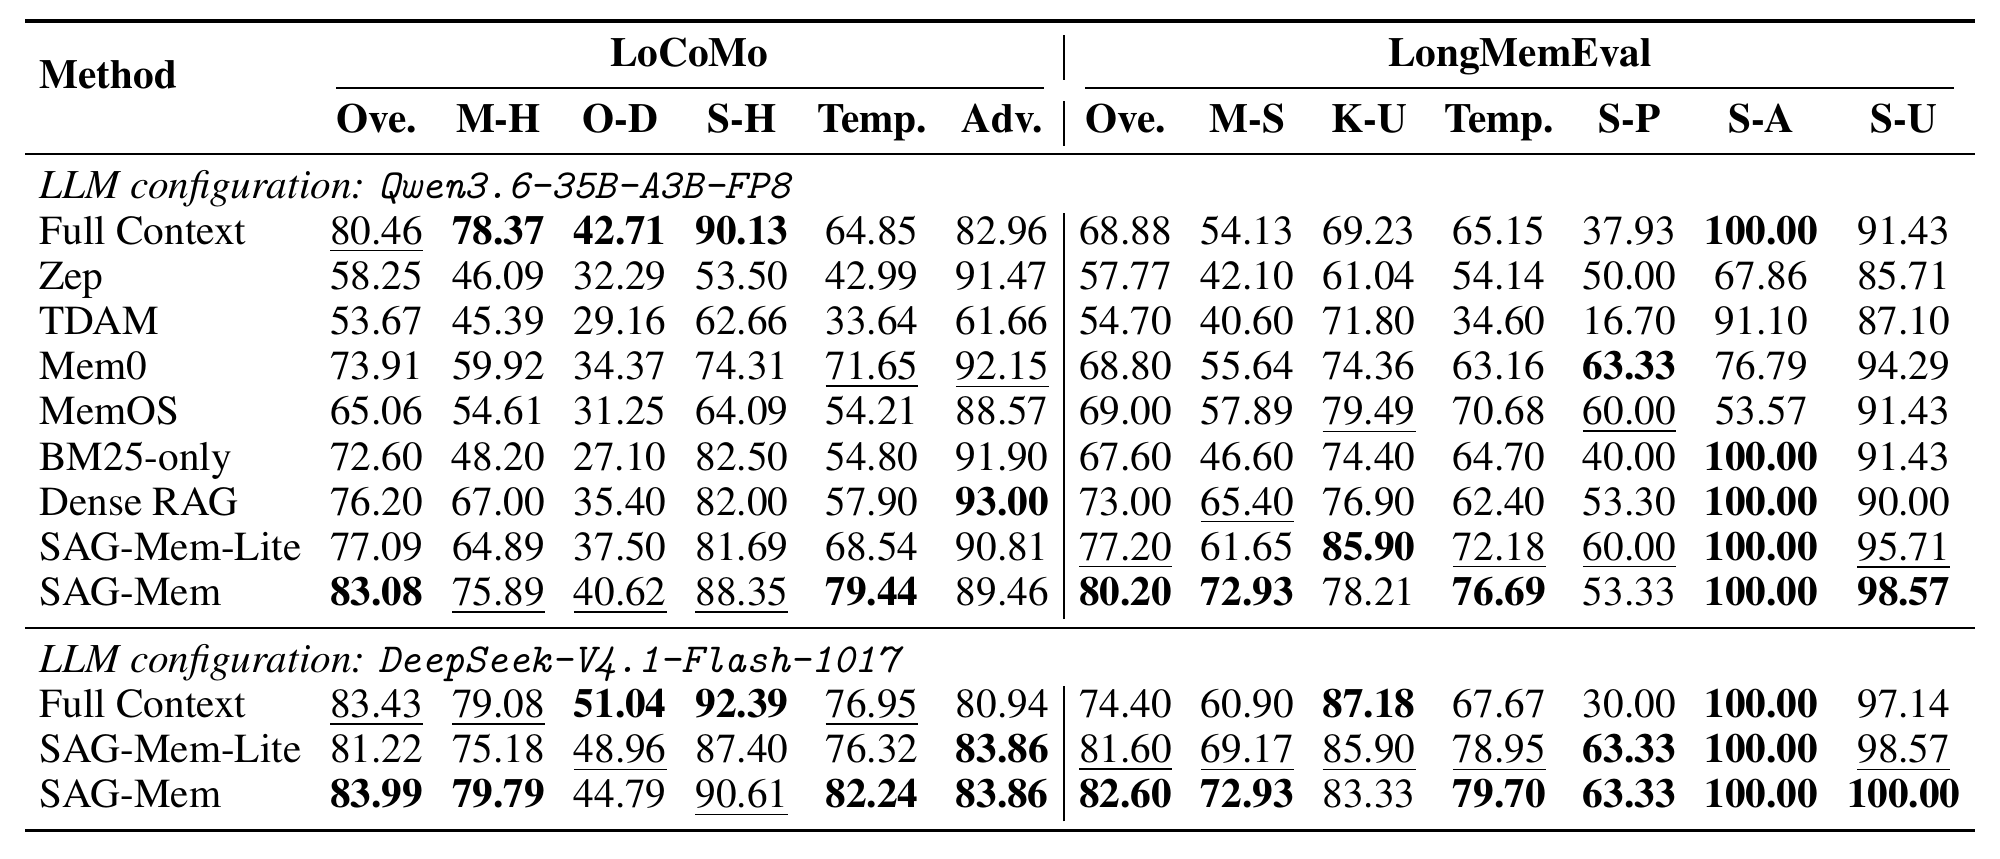 Method LoCoMo LongMemEval
Ove. M-H O-D S-H Temp. Adv. Ove. M-S K-U Temp. S-P S-A S-U
LLM configuration: Qwen3.6-35B-A3B-FP8
Full Context 80.46 78.37 42.71 90.13 64.85 82.96 68.88 54.13 69.23 65.15 37.93 100.00 91.43
Zep 58.25 46.09 32.29 53.50 42.99 91.47 57.77 42.10 61.04 54.14 50.00 67.86 85.71
TDAM 53.67 45.39 29.16 62.66 33.64 61.66 54.70 40.60 71.80 34.60 16.70 91.10 87.10
Mem0 73.91 59.92 34.37 74.31 71.65 92.15 68.80 55.64 74.36 63.16 63.33 76.79 94.29
MemOS 65.06 54.61 31.25 64.09 54.21 88.57 69.00 57.89 79.49 70.68 60.00 53.57 91.43
BM25-only 72.60 48.20 27.10 82.50 54.80 91.90 67.60 46.60 74.40 64.70 40.00 100.00 91.43
Dense RAG 76.20 67.00 35.40 82.00 57.90 93.00 73.00 65.40 76.90 62.40 53.30 100.00 90.00
SAG-Mem-Lite 77.09 64.89 37.50 81.69 68.54 90.81 77.20 61.65 85.90 72.18 60.00 100.00 95.71
SAG-Mem 83.08 75.89 40.62 88.35 79.44 89.46 80.20 72.93 78.21 76.69 53.33 100.00 98.57
LLM configuration: DeepSeek-V4.1-Flash-1017
Full Context 83.43 79.08 51.04 92.39 76.95 80.94 74.40 60.90 87.18 67.67 30.00 100.00 97.14
SAG-Mem-Lite 81.22 75.18 48.96 87.40 76.32 83.86 81.60 69.17 85.90 78.95 63.33 100.00 98.57
SAG-Mem 83.99 79.79 44.79 90.61 82.24 83.86 82.60 72.93 83.33 79.70 63.33 100.00 100.00